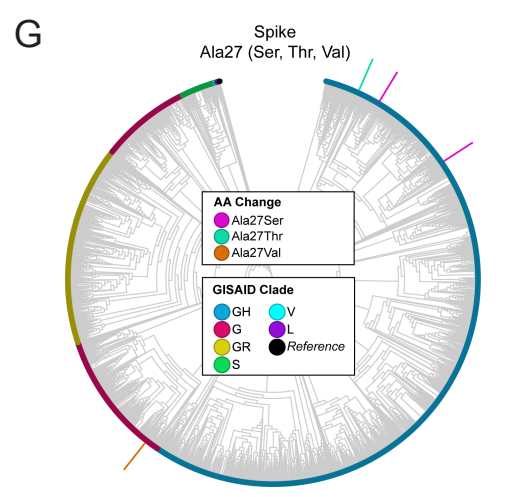 G
Spike
Ala27 (Ser, Thr, Val)
AA Change
Ala27Ser
Ala27Thr
Ala27Val
GISAID Clade
GH
G
GR
S
V
L
Reference